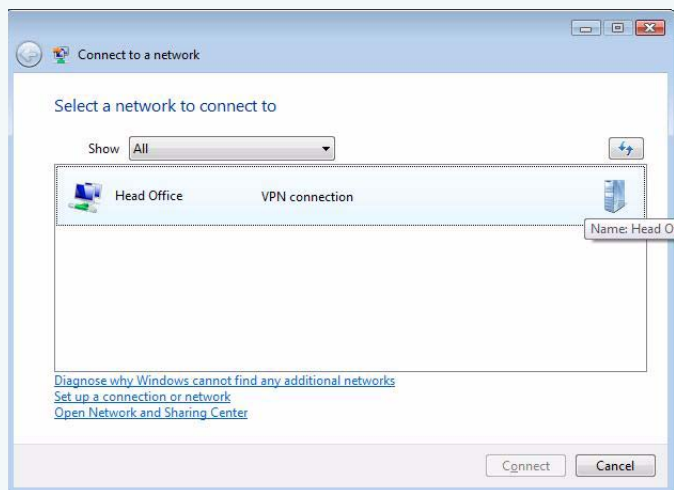 Connect to a network
Select a network to connect to
Show All
Head Office VPN connection
Name: Head O
Diagnose why Windows cannot find any additional networks
Set up a connection or network
Open Network and Sharing Center
Connect Cancel